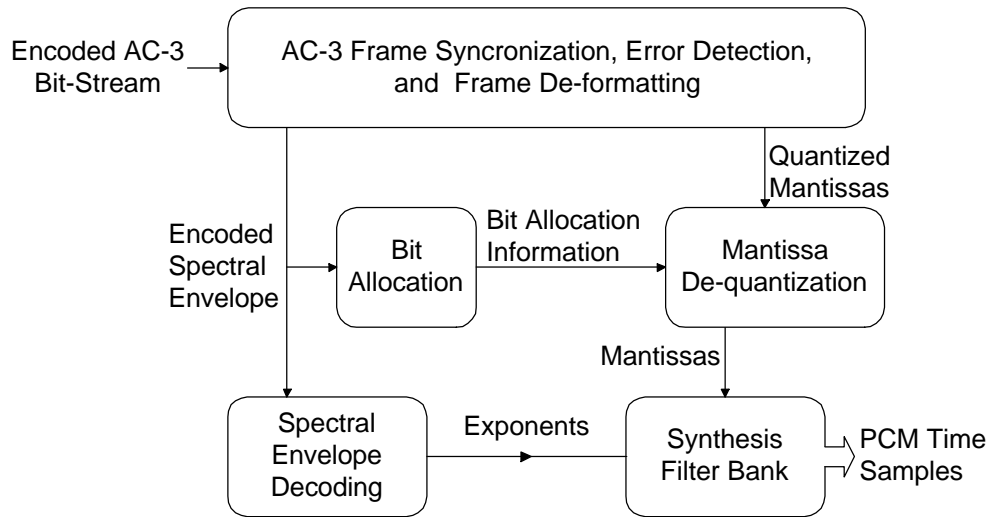 Encoded AC-3
Bit-Stream
AC-3 Frame Syncronization, Error Detection,
and Frame De-formatting
Quantized
Mantissas
Encoded
Spectral
Envelope
Bit
Allocation
Bit Allocation
Information
Mantissa
De-quantization
Mantissas
Spectral
Envelope
Decoding
Exponents
Synthesis
Filter Bank
PCM Time
Samples